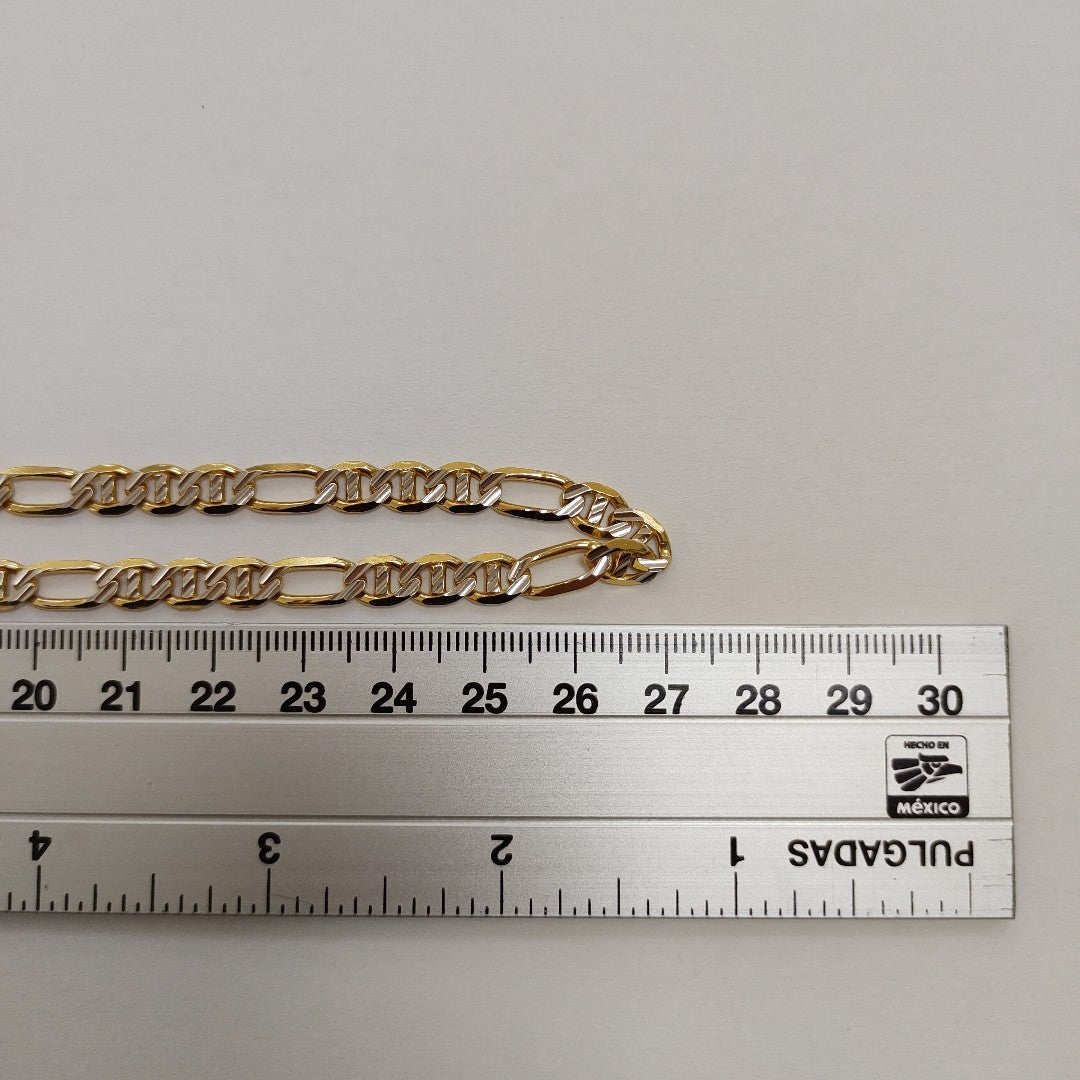 20 21 22 23 24 25 26 27 28 29 30
HECHO EN
MéXICO
4 3 2 1 PULGADAS